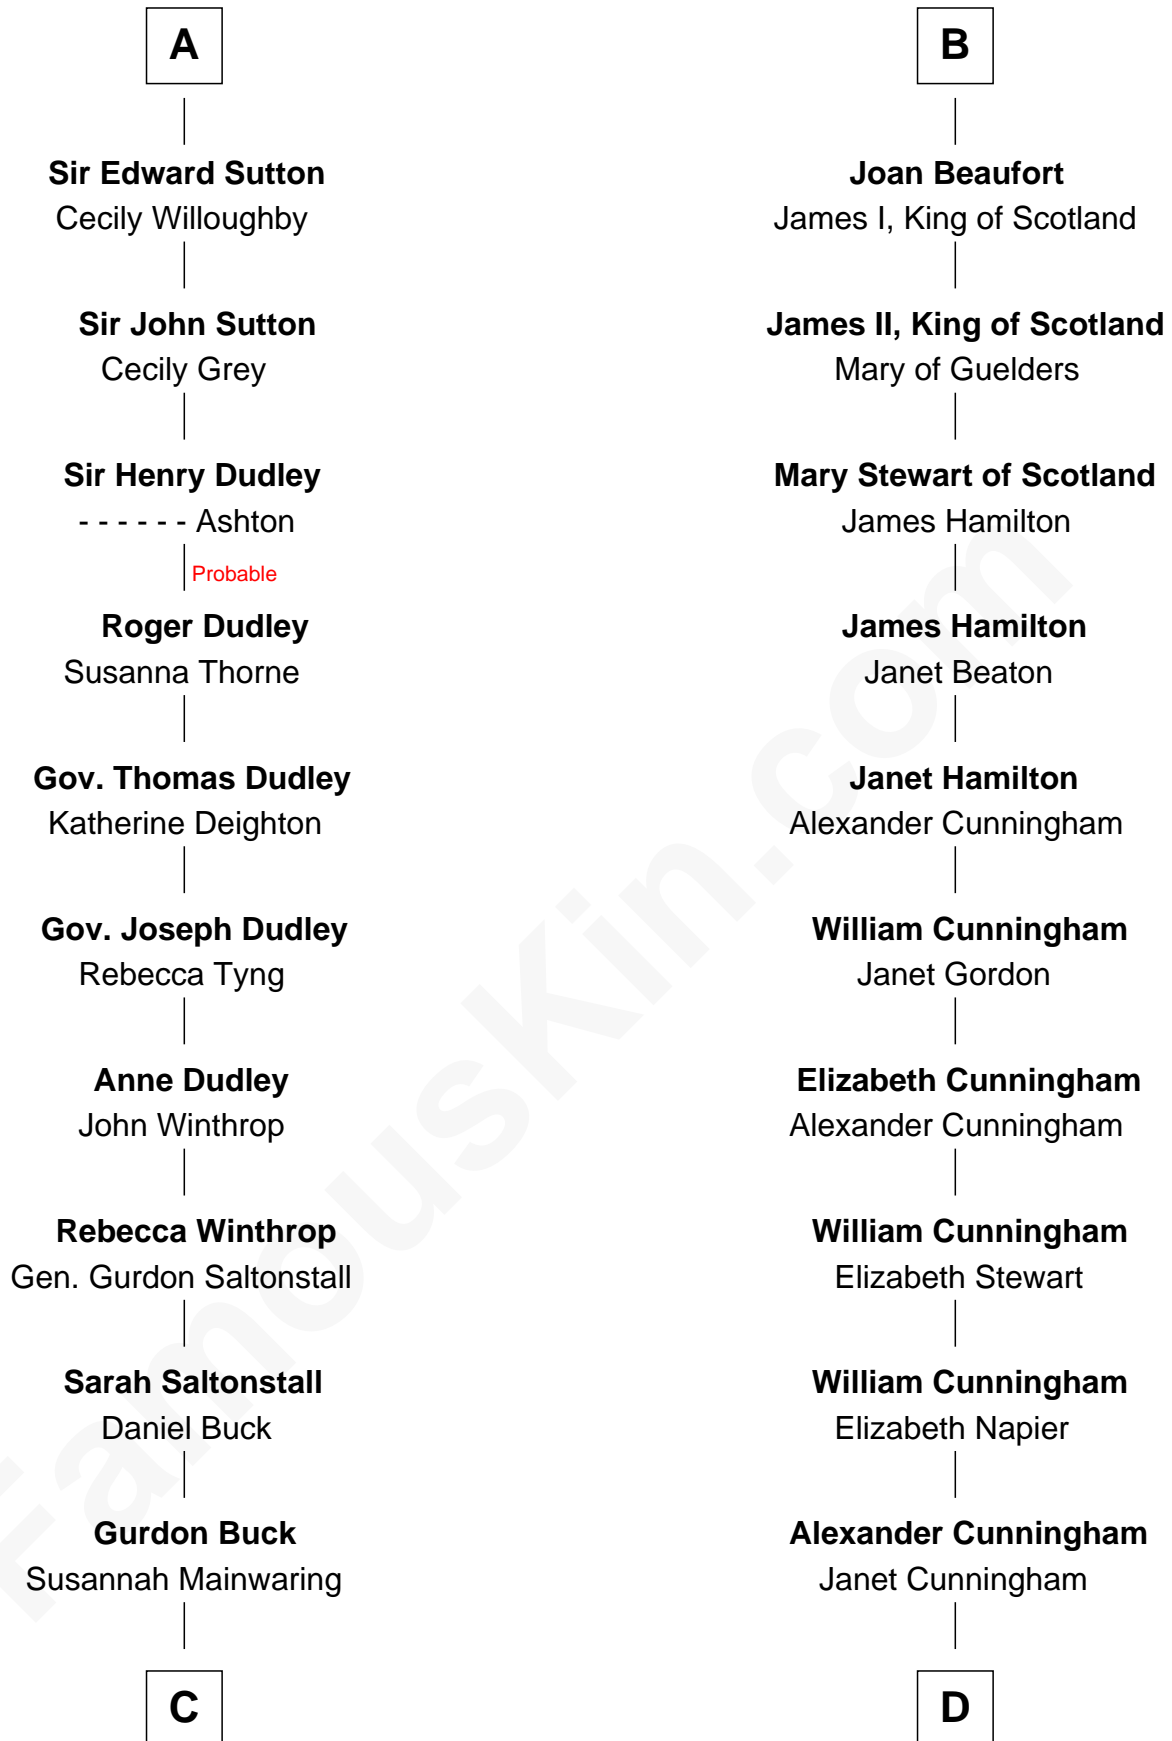 A
Sir Edward Sutton
Cecily Willoughby
Sir John Sutton
Cecily Grey
Sir Henry Dudley
- - - - - - Ashton
Probable
Roger Dudley
Susanna Thorne
Gov. Thomas Dudley
Katherine Deighton
Gov. Joseph Dudley
Rebecca Tyng
Anne Dudley
John Winthrop
Rebecca Winthrop
Gen. Gurdon Saltonstall
Sarah Saltonstall
Daniel Buck
Gurdon Buck
Susannah Mainwaring
C
B
Joan Beaufort
James I, King of Scotland
James II, King of Scotland
Mary of Guelders
Mary Stewart of Scotland
James Hamilton
James Hamilton
Janet Beaton
Janet Hamilton
Alexander Cunningham
William Cunningham
Janet Gordon
Elizabeth Cunningham
Alexander Cunningham
William Cunningham
Elizabeth Stewart
William Cunningham
Elizabeth Napier
Alexander Cunningham
Janet Cunningham
D
FamousKin.com